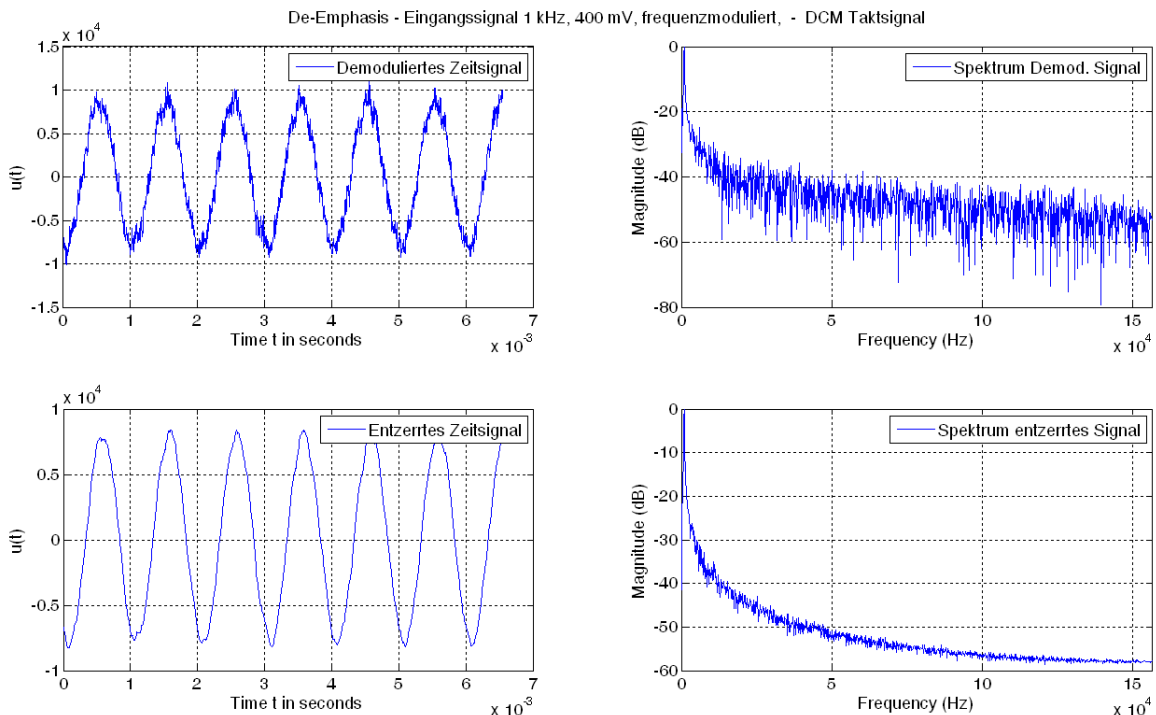 De-Emphasis - Eingangssignal 1 kHz, 400 mV, frequenzmoduliert, - DCM Taktsignal
x 10^4
1.5
1
0.5
0
-0.5
-1
-1.5
u(t)
Demoduliertes Zeitsignal
0 1 2 3 4 5 6 7
Time t in seconds
x 10^-3
0
-20
-40
-60
-80
Magnitude (dB)
Spektrum Demod. Signal
0 5 10 15
Frequency (Hz)
x 10^4
x 10^4
1
0.5
0
-0.5
-1
u(t)
Entzerrtes Zeitsignal
0 1 2 3 4 5 6 7
Time t in seconds
x 10^-3
0
-10
-20
-30
-40
-50
-60
Magnitude (dB)
Spektrum entzerrtes Signal
0 5 10 15
Frequency (Hz)
x 10^4